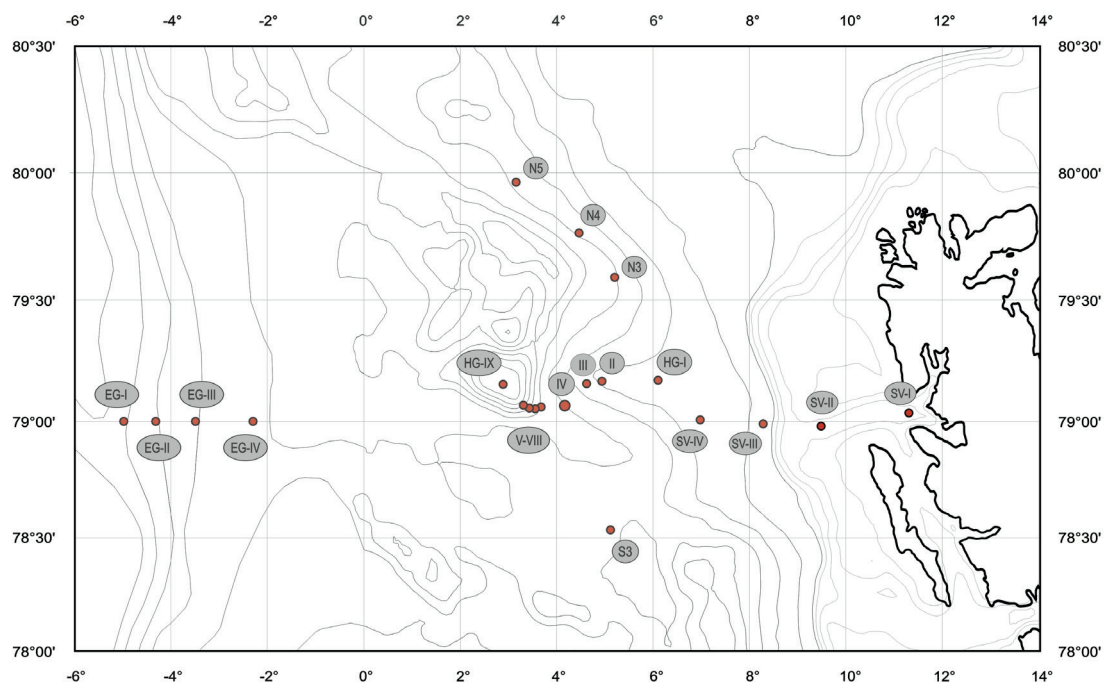 -6° -4° -2° 0° 2° 4° 6° 8° 10° 12° 14°
80°30' 80°30'
N5
80°00' 80°00'
N4
N3
79°30' 79°30'
HG-IX III II HG-I
IV
EG-I EG-III SV-II SV-I
79°00' 79°00'
EG-II EG-IV V-VIII SV-IV SV-III
78°30' 78°30'
S3
78°00' 78°00'
-6° -4° -2° 0° 2° 4° 6° 8° 10° 12° 14°